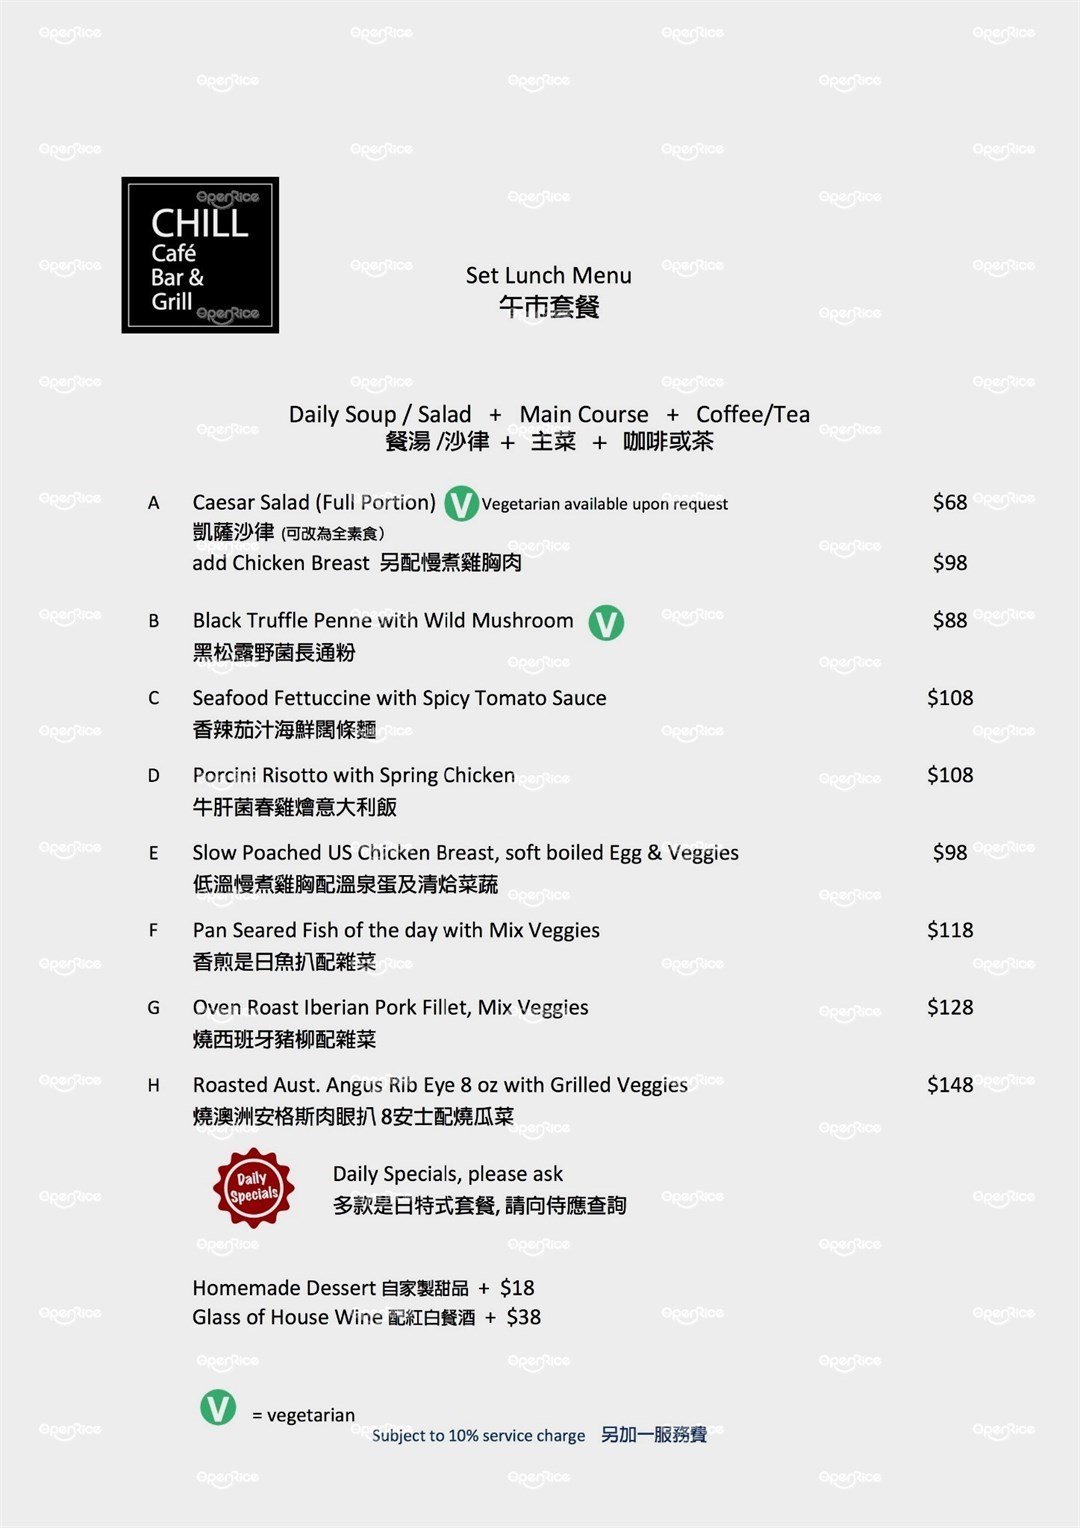 CHILL
Café
Bar &
Grill
Set Lunch Menu
午市套餐
Daily Soup / Salad + Main Course + Coffee/Tea
餐湯 /沙律 + 主菜 + 咖啡或茶
A Caesar Salad (Full Portion) V Vegetarian available upon request $68
凱薩沙律 (可改為全素食)
add Chicken Breast 另配慢煮雞胸肉 $98
B Black Truffle Penne with Wild Mushroom V $88
黑松露野菌長通粉
C Seafood Fettuccine with Spicy Tomato Sauce $108
香辣茄汁海鮮闊條麵
D Porcini Risotto with Spring Chicken $108
牛肝菌春雞燴意大利飯
E Slow Poached US Chicken Breast, soft boiled Egg & Veggies $98
低溫慢煮雞胸配溫泉蛋及清烚菜蔬
F Pan Seared Fish of the day with Mix Veggies $118
香煎是日魚扒配雜菜
G Oven Roast Iberian Pork Fillet, Mix Veggies $128
燒西班牙豬柳配雜菜
H Roasted Aust. Angus Rib Eye 8 oz with Grilled Veggies $148
燒澳洲安格斯肉眼扒 8安士配燒瓜菜
Daily
Specials
Daily Specials, please ask
多款是日特式套餐, 請向侍應查詢
Homemade Dessert 自家製甜品 + $18
Glass of House Wine 配紅白餐酒 + $38
V = vegetarian
Subject to 10% service charge 另加一服務費
OpenRice